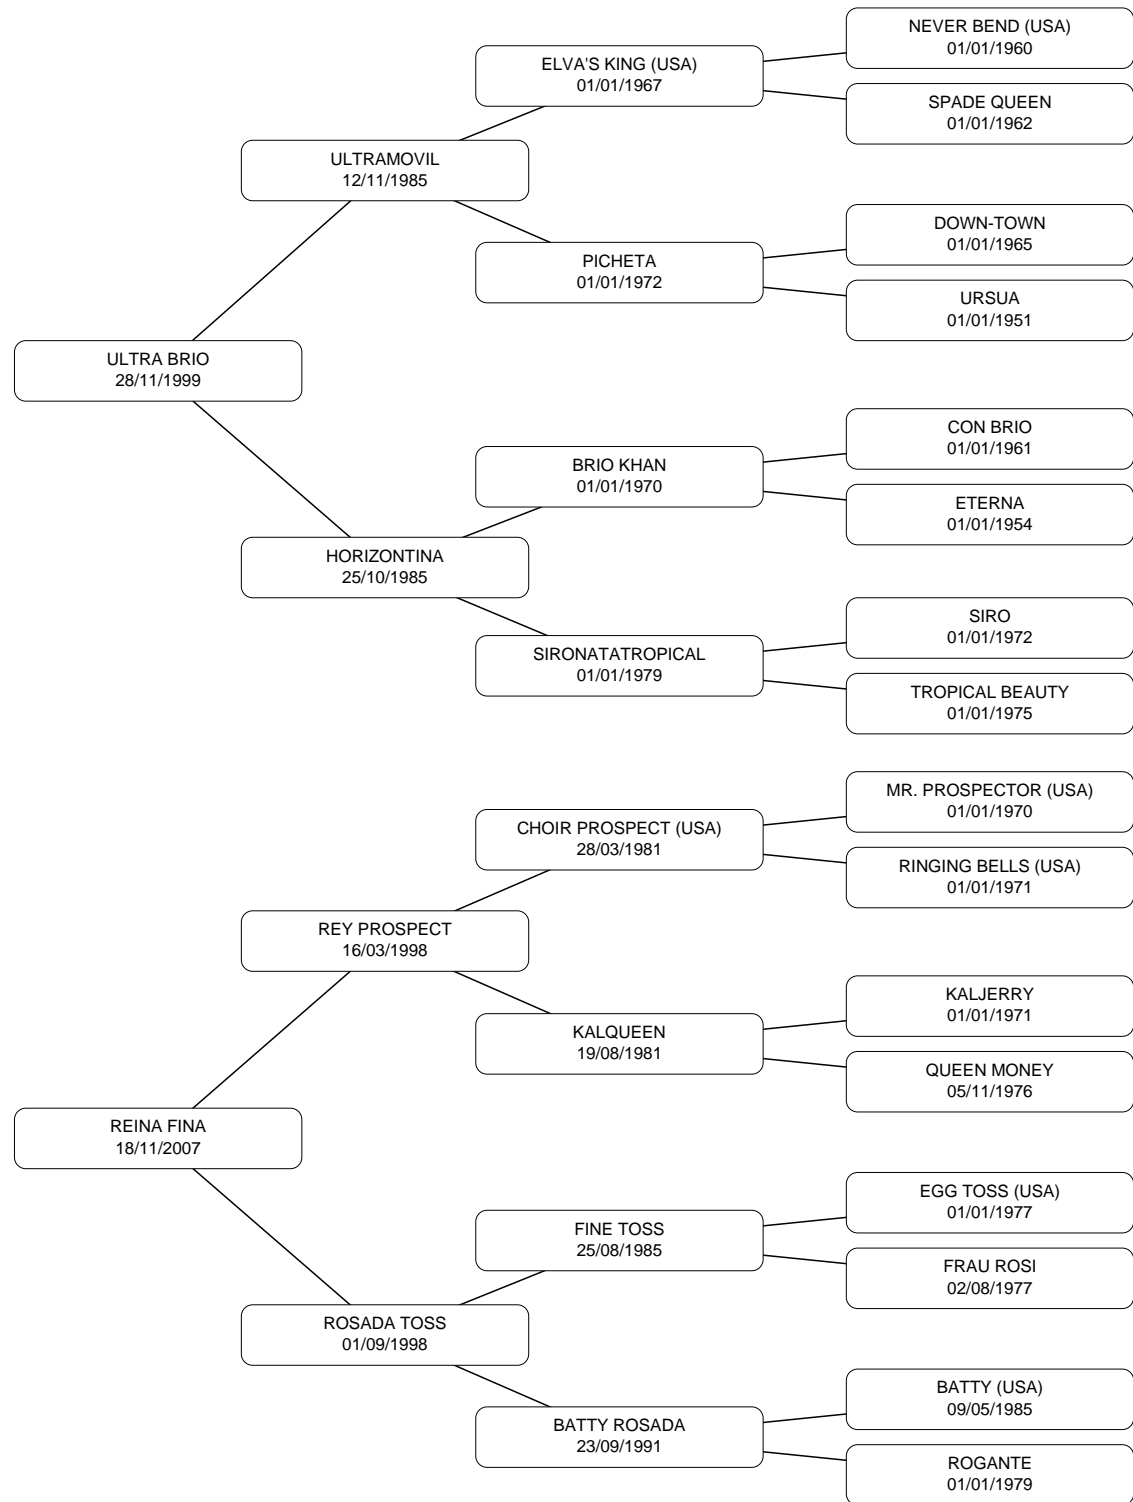 NEVER BEND (USA)
01/01/1960
ELVA'S KING (USA)
01/01/1967
SPADE QUEEN
01/01/1962
ULTRAMOVIL
12/11/1985
DOWN-TOWN
01/01/1965
PICHETA
01/01/1972
URSUA
01/01/1951
ULTRA BRIO
28/11/1999
CON BRIO
01/01/1961
BRIO KHAN
01/01/1970
ETERNA
01/01/1954
HORIZONTINA
25/10/1985
SIRO
01/01/1972
SIRONATATROPICAL
01/01/1979
TROPICAL BEAUTY
01/01/1975
MR. PROSPECTOR (USA)
01/01/1970
CHOIR PROSPECT (USA)
28/03/1981
RINGING BELLS (USA)
01/01/1971
REY PROSPECT
16/03/1998
KALJERRY
01/01/1971
KALQUEEN
19/08/1981
QUEEN MONEY
05/11/1976
REINA FINA
18/11/2007
EGG TOSS (USA)
01/01/1977
FINE TOSS
25/08/1985
FRAU ROSI
02/08/1977
ROSADA TOSS
01/09/1998
BATTY (USA)
09/05/1985
BATTY ROSADA
23/09/1991
ROGANTE
01/01/1979